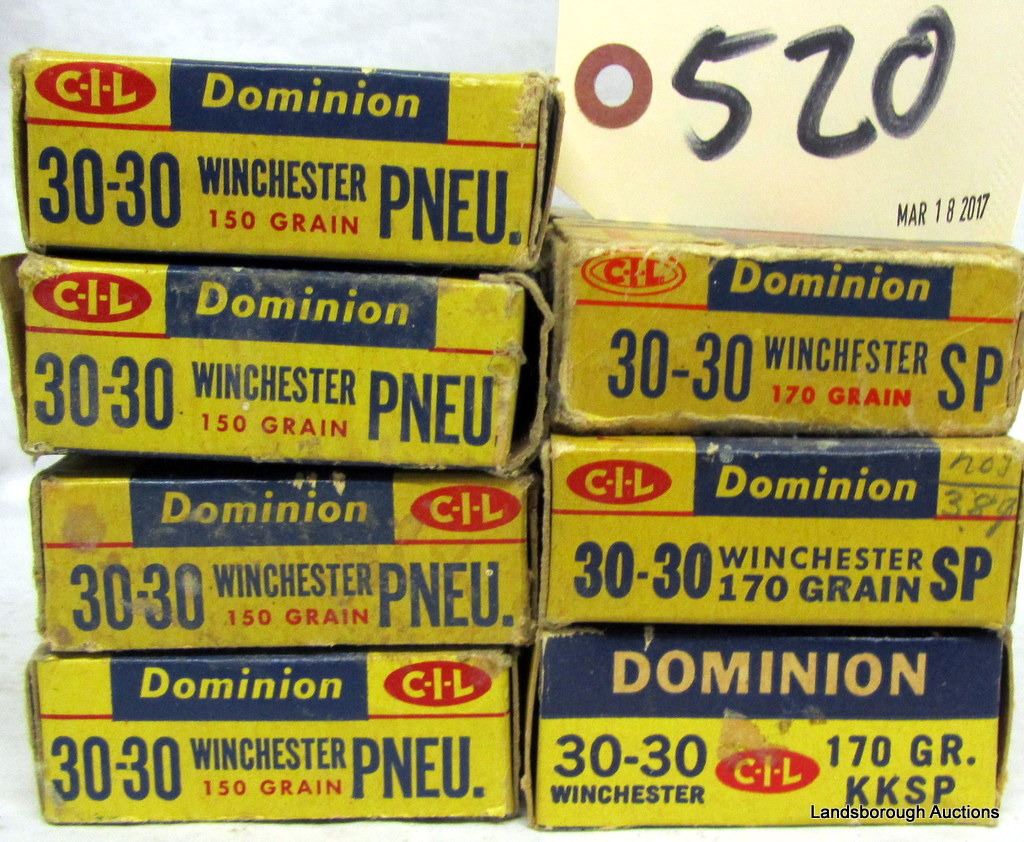 C-I-L Dominion
30-30 WINCHESTER PNEU.
150 GRAIN
C-I-L Dominion
30-30 WINCHESTER PNEU
150 GRAIN
Dominion C-I-L
30-30 WINCHESTER PNEU.
150 GRAIN
Dominion C-I-L
30-30 WINCHESTER PNEU.
150 GRAIN
520
MAR 18 2017
C-I-L Dominion
30-30 WINCHESTER SP
170 GRAIN
C-I-L Dominion
30-30 WINCHESTER SP
170 GRAIN
DOMINION
30-30 C-I-L 170 GR.
WINCHESTER KKSP
Landsborough Auctions